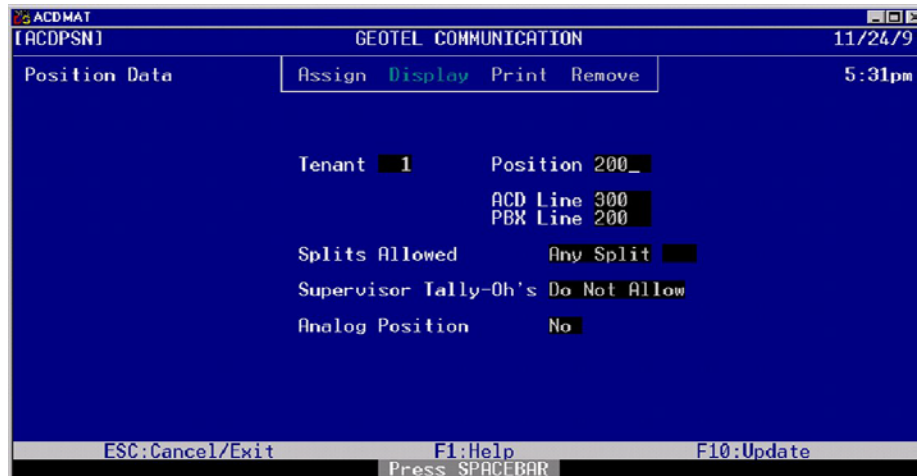 ACDMAT
[ACDPSN] GEOTEL COMMUNICATION 11/24/9
Position Data Assign Display Print Remove 5:31pm
Tenant 1 Position 200_
ACD Line 300
PBX Line 200
Splits Allowed Any Split
Supervisor Tally-Oh's Do Not Allow
Analog Position No
ESC:Cancel/Exit F1:Help F10:Update
Press SPACEBAR